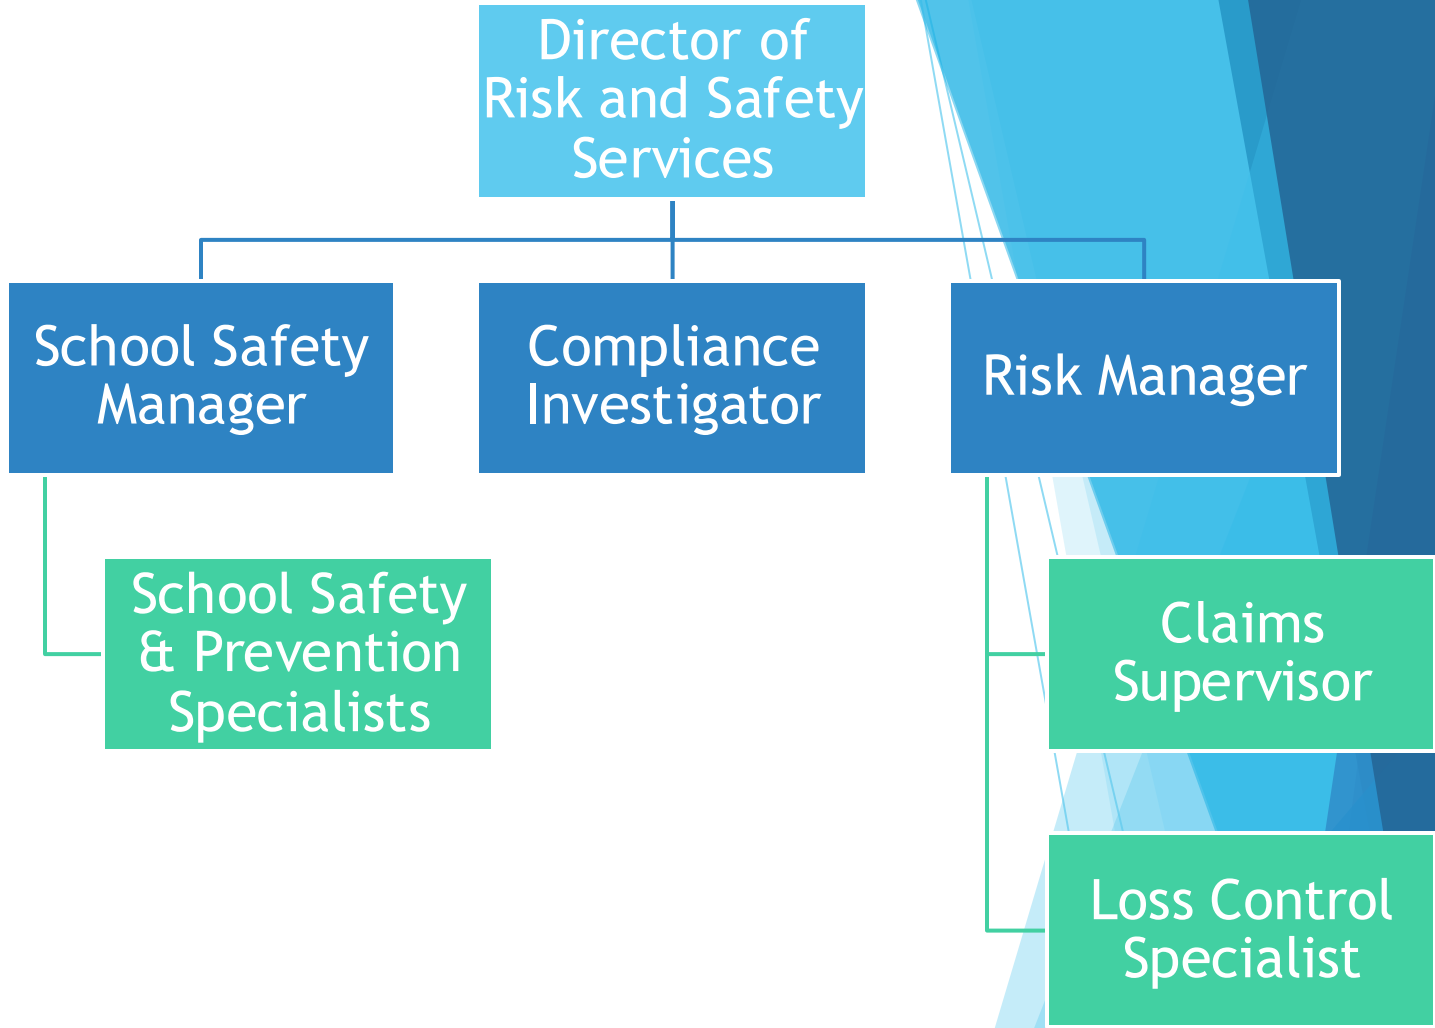 Director of
Risk and Safety
Services
School Safety
Manager
Compliance
Investigator
Risk Manager
School Safety
& Prevention
Specialists
Claims
Supervisor
Loss Control
Specialist